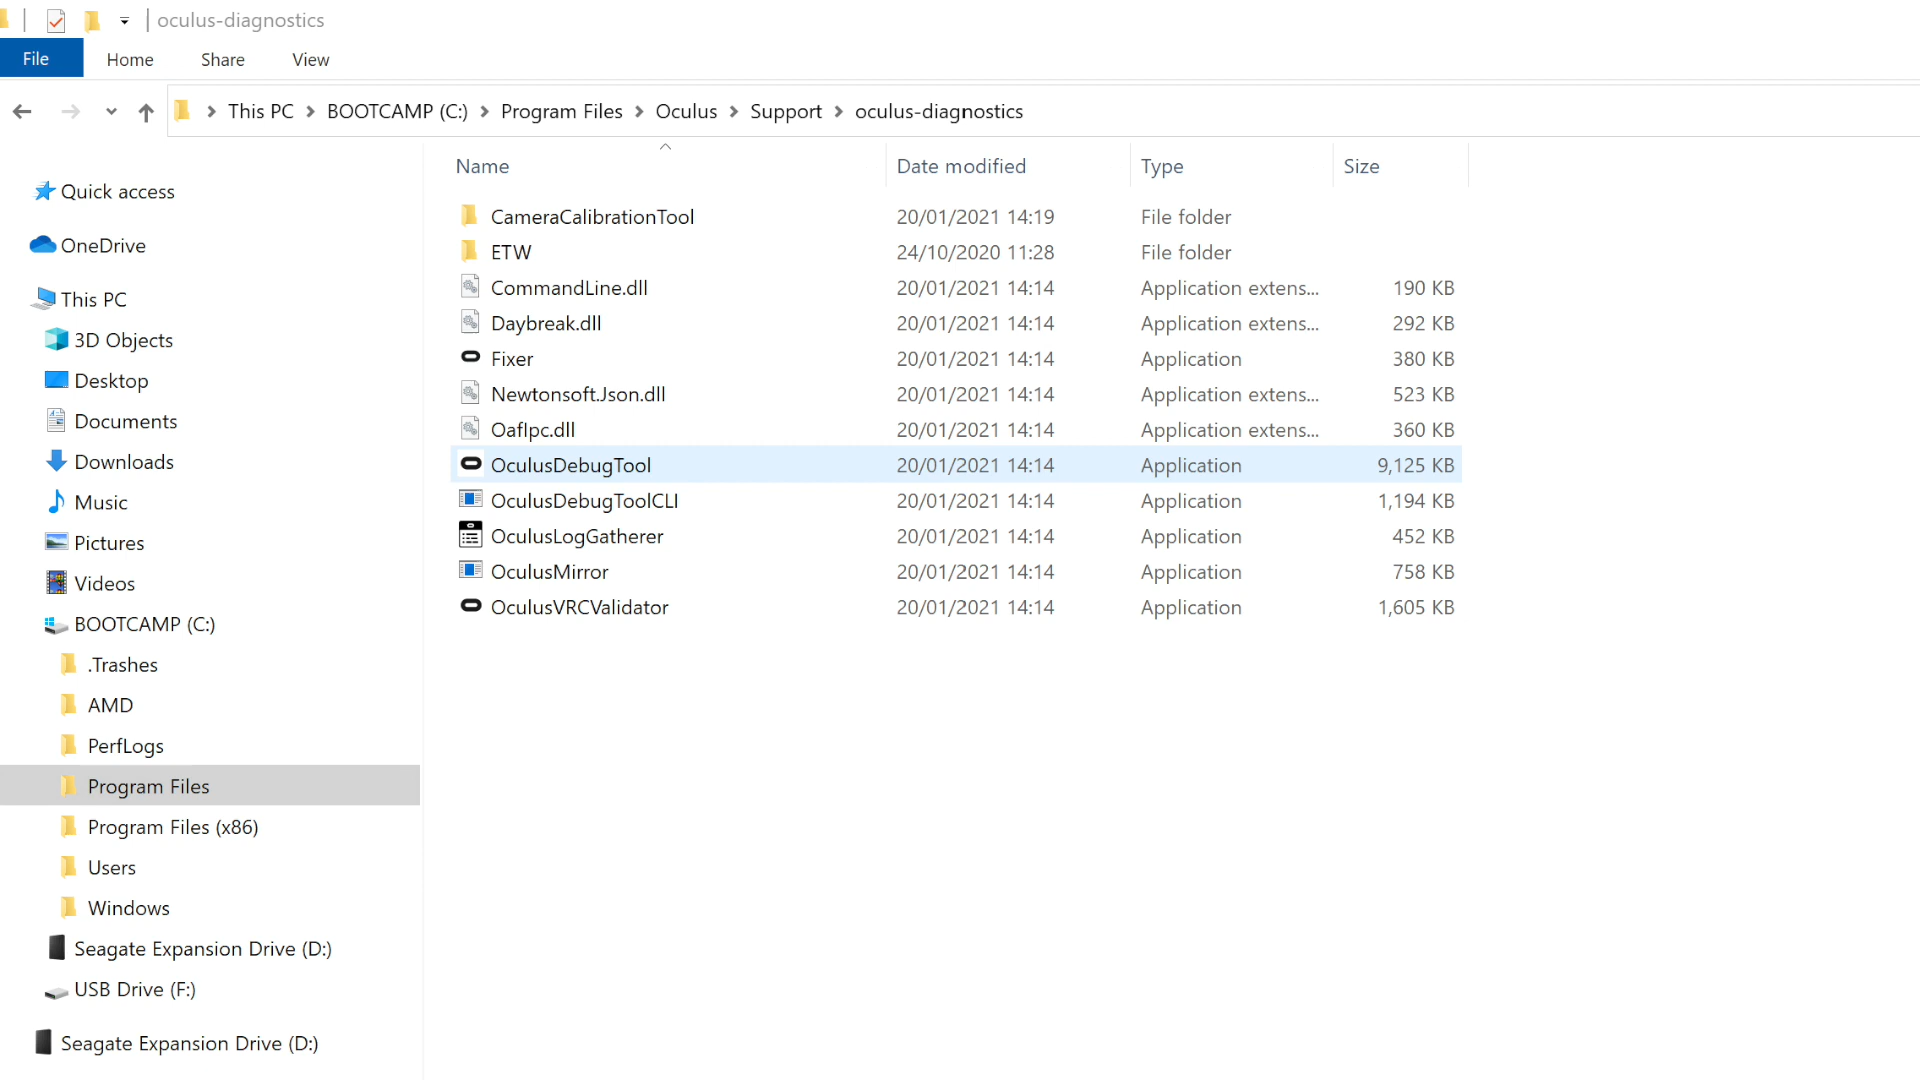 oculus-diagnostics
File Home Share View
This PC BOOTCAMP (C:) Program Files Oculus Support oculus-diagnostics
Name Date modified Type Size
Quick access
OneDrive
This PC
3D Objects
Desktop
Documents
Downloads
Music
Pictures
Videos
BOOTCAMP (C:)
.Trashes
AMD
PerfLogs
Program Files
Program Files (x86)
Users
Windows
Seagate Expansion Drive (D:)
USB Drive (F:)
Seagate Expansion Drive (D:)
CameraCalibrationTool 20/01/2021 14:19 File folder
ETW 24/10/2020 11:28 File folder
CommandLine.dll 20/01/2021 14:14 Application extens... 190 KB
Daybreak.dll 20/01/2021 14:14 Application extens... 292 KB
Fixer 20/01/2021 14:14 Application 380 KB
Newtonsoft.Json.dll 20/01/2021 14:14 Application extens... 523 KB
OafIpc.dll 20/01/2021 14:14 Application extens... 360 KB
OculusDebugTool 20/01/2021 14:14 Application 9,125 KB
OculusDebugToolCLI 20/01/2021 14:14 Application 1,194 KB
OculusLogGatherer 20/01/2021 14:14 Application 452 KB
OculusMirror 20/01/2021 14:14 Application 758 KB
OculusVRCValidator 20/01/2021 14:14 Application 1,605 KB